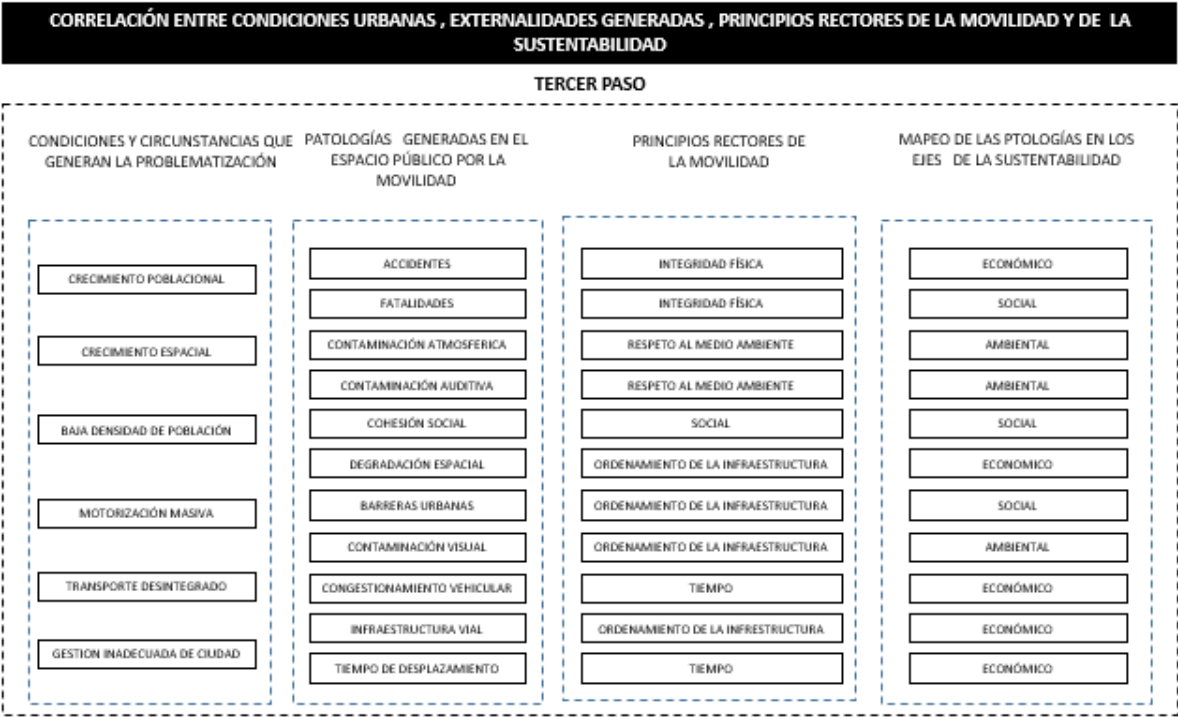 CORRELACIÓN ENTRE CONDICIONES URBANAS , EXTERNALIDADES GENERADAS , PRINCIPIOS RECTORES DE LA MOVILIDAD Y DE LA
SUSTENTABILIDAD
TERCER PASO
CONDICIONES Y CIRCUNSTANCIAS QUE
GENERAN LA PROBLEMATIZACIÓN
CRECIMIENTO POBLACIONAL
CRECIMIENTO ESPACIAL
BAJA DENSIDAD DE POBLACIÓN
MOTORIZACIÓN MASIVA
TRANSPORTE DESINTEGRADO
GESTION INADECUADA DE CIUDAD
PATOLOGÍAS GENERADAS EN EL
ESPACIO PÚBLICO POR LA
MOVILIDAD
ACCIDENTES
FATALIDADES
CONTAMINACIÓN ATMOSFERICA
CONTAMINACIÓN AUDITIVA
COHESIÓN SOCIAL
DEGRADACIÓN ESPACIAL
BARRERAS URBANAS
CONTAMINACIÓN VISUAL
CONGESTIONAMIENTO VEHICULAR
INFRAESTRUCTURA VIAL
TIEMPO DE DESPLAZAMIENTO
PRINCIPIOS RECTORES DE
LA MOVILIDAD
INTEGRIDAD FÍSICA
INTEGRIDAD FÍSICA
RESPETO AL MEDIO AMBIENTE
RESPETO AL MEDIO AMBIENTE
SOCIAL
ORDENAMIENTO DE LA INFRAESTRUCTURA
ORDENAMIENTO DE LA INFRAESTRUCTURA
ORDENAMIENTO DE LA INFRAESTRUCTURA
TIEMPO
ORDENAMIENTO DE LA INFRESTRUCTURA
TIEMPO
MAPEO DE LAS PTOLOGÍAS EN LOS
EJES DE LA SUSTENTABILIDAD
ECONÓMICO
SOCIAL
AMBIENTAL
AMBIENTAL
SOCIAL
ECONOMICO
SOCIAL
AMBIENTAL
ECONÓMICO
ECONÓMICO
ECONÓMICO